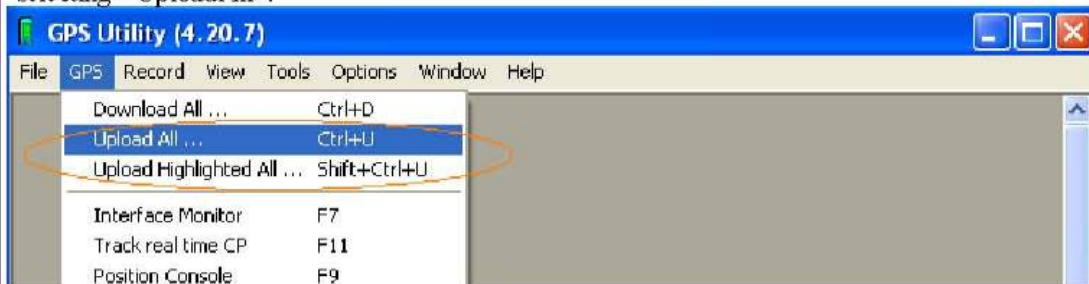 GPS Utility (4.20.7)
File GPS Record View Tools Options Window Help
Download All ... Ctrl+D
Upload All ... Ctrl+U
Upload Highlighted All ... Shift+Ctrl+U
Interface Monitor F7
Track real time CP F11
Position Console F9